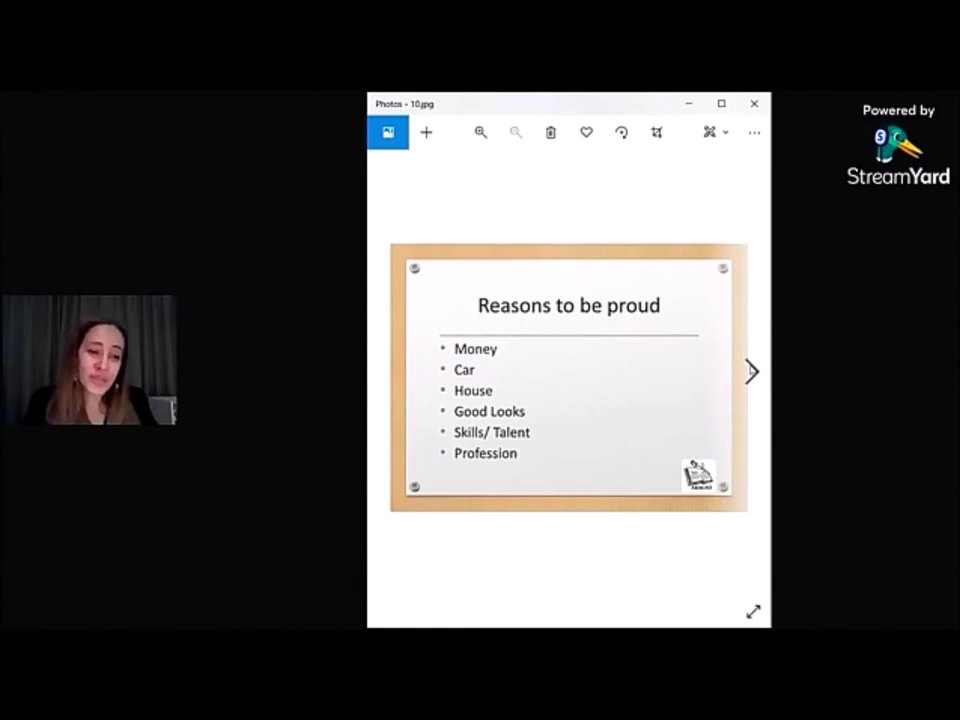 Photos - 10.jpg
Powered by
StreamYard
Reasons to be proud
• Money
• Car
• House
• Good Looks
• Skills/ Talent
• Profession